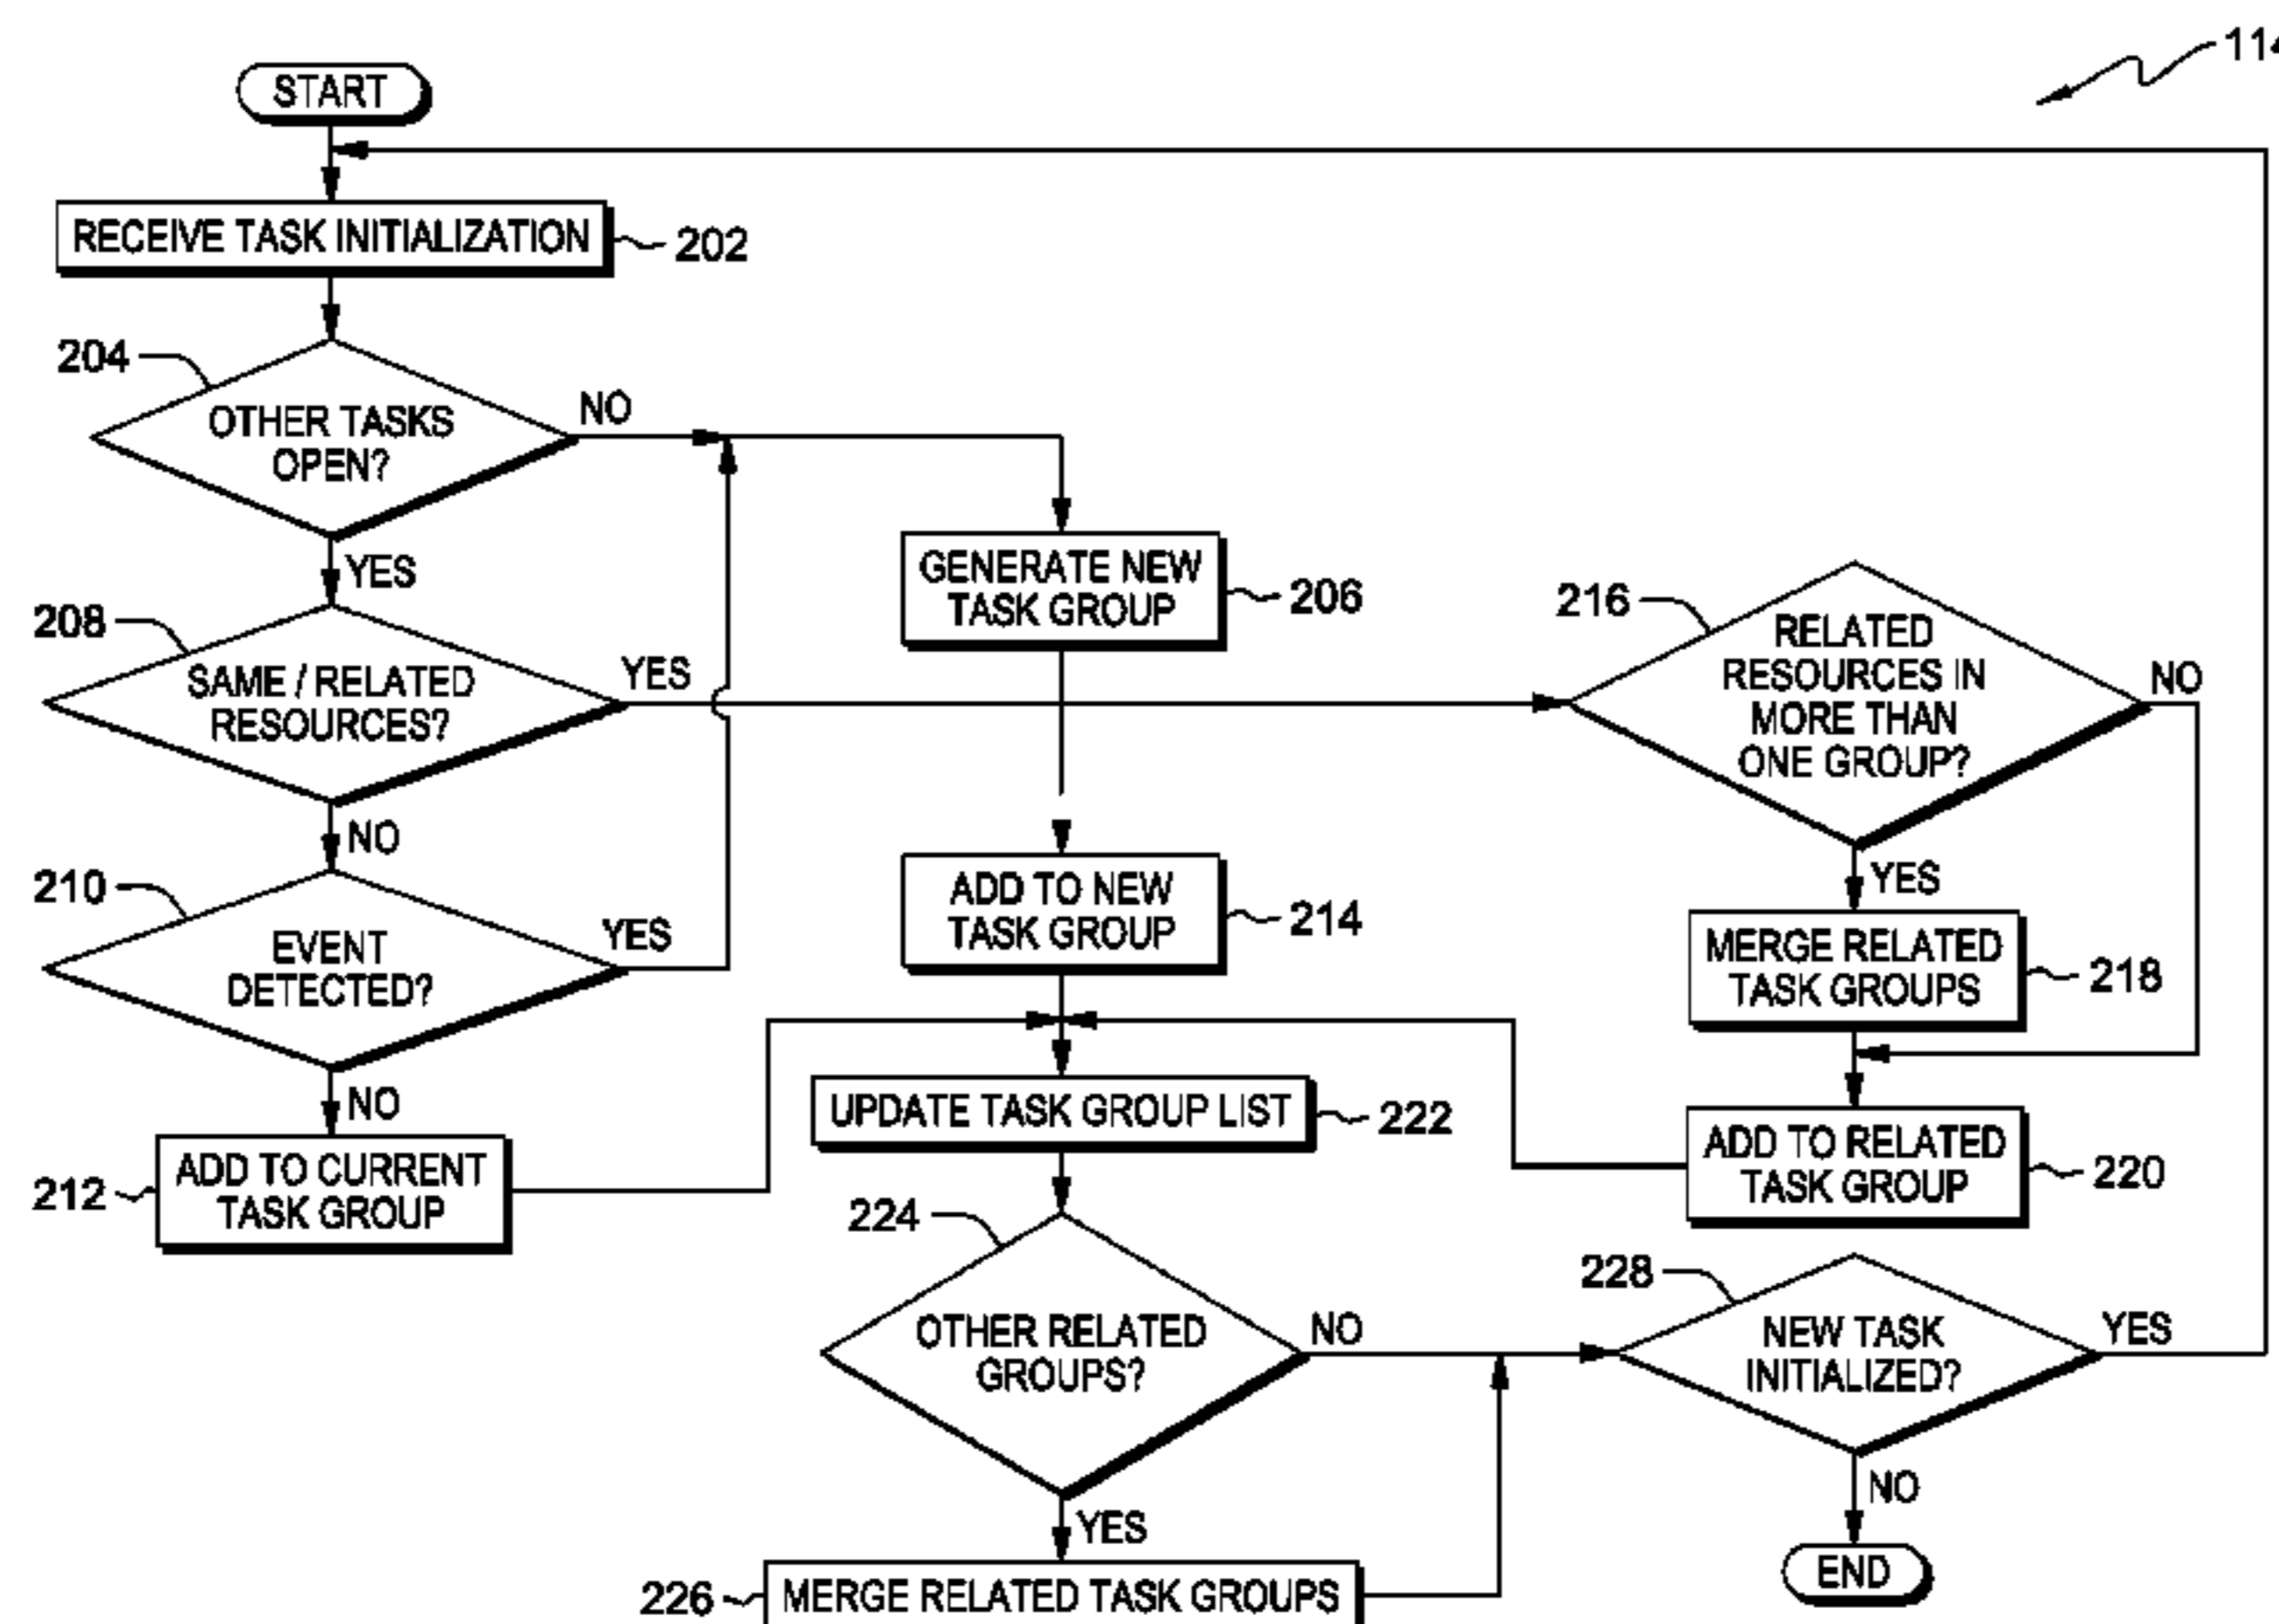 114
START
RECEIVE TASK INITIALIZATION
202
204
OTHER TASKS
OPEN?
NO
YES
GENERATE NEW
TASK GROUP
206
208
SAME / RELATED
RESOURCES?
YES
NO
216
RELATED
RESOURCES IN
MORE THAN
ONE GROUP?
NO
YES
210
EVENT
DETECTED?
YES
NO
ADD TO NEW
TASK GROUP
214
MERGE RELATED
TASK GROUPS
218
212
ADD TO CURRENT
TASK GROUP
UPDATE TASK GROUP LIST
222
ADD TO RELATED
TASK GROUP
220
224
OTHER RELATED
GROUPS?
NO
YES
228
NEW TASK
INITIALIZED?
YES
NO
226
MERGE RELATED TASK GROUPS
END